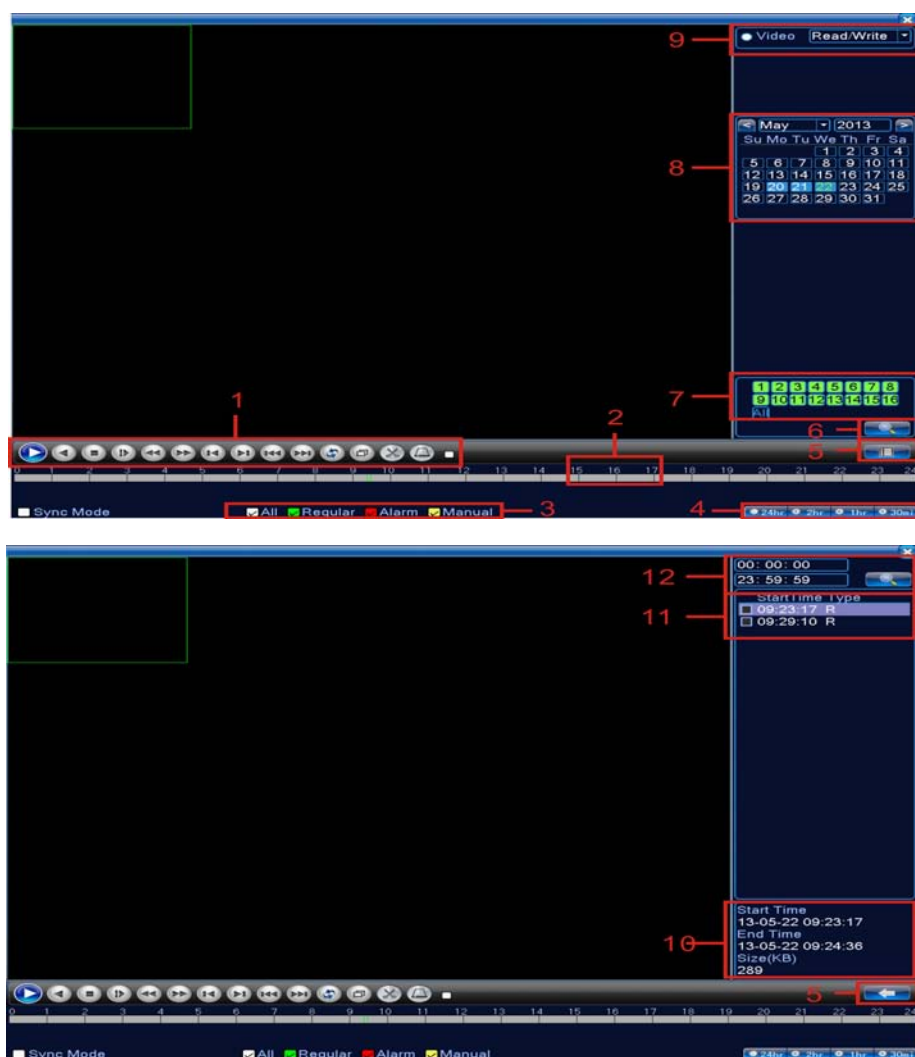 9
Video Read/Write
8
May 2013
Su Mo Tu We Th Fr Sa
1 2 3 4
5 6 7 8 9 10 11
12 13 14 15 16 17 18
19 20 21 22 23 24 25
26 27 28 29 30 31
7
1 2 3 4 5 6 7 8
9 10 11 12 13 14 15 16
All
1
2
6
5
0 1 2 3 4 5 6 7 8 9 10 11 12 13 14 15 16 17 18 19 20 21 22 23 24
Sync Mode
All Regular Alarm Manual
3
4
24hr 2hr 1hr 30mi
12
00: 00: 00
23: 59: 59
11
StartTime Type
09:23:17 R
09:29:10 R
10
Start Time
13-05-22 09:23:17
End Time
13-05-22 09:24:36
Size(KB)
289
5
0 1 2 3 4 5 6 7 8 9 10 11 12 13 14 15 16 17 18 19 20 21 22 23 24
Sync Mode
All Regular Alarm Manual
24hr 2hr 1hr 30mi